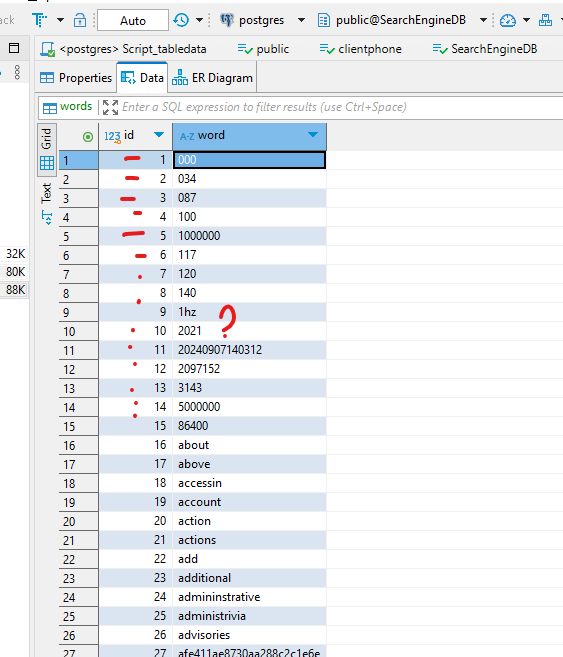 ack
Auto
postgres
public@SearchEngineDB
<postgres> Script_tabledata
public
clientphone
SearchEngineDB
Properties
Data
ER Diagram
words
Enter a SQL expression to filter results (use Ctrl+Space)
Grid
Text
32K
80K
88K
123 id
A-Z word
1 1 000
2 2 034
3 3 087
4 4 100
5 5 1000000
6 6 117
7 7 120
8 8 140
9 9 1hz
?
10 10 2021
11 11 20240907140312
12 12 2097152
13 13 3143
14 14 5000000
15 15 86400
16 16 about
17 17 above
18 18 accessin
19 19 account
20 20 action
21 21 actions
22 22 add
23 23 additional
24 24 admininstrative
25 25 administrivia
26 26 advisories
27 27 afe411ae8730aa288c2c1e6e